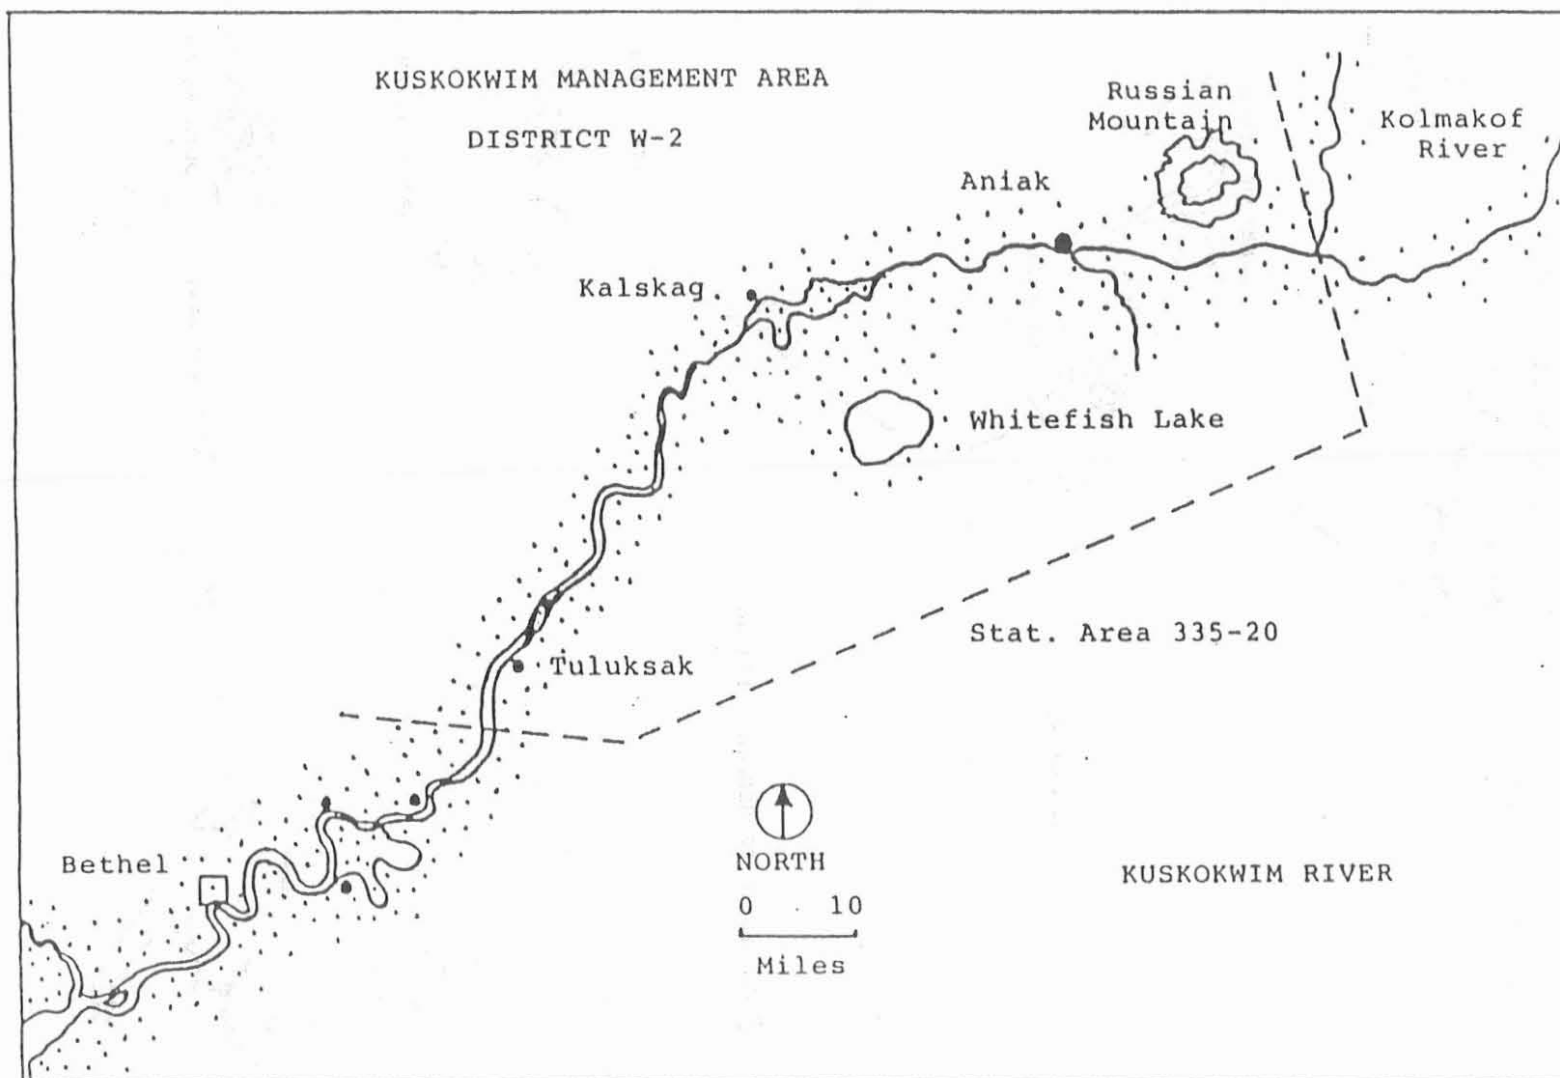 KUSKOKWIM MANAGEMENT AREA
DISTRICT W-2
Russian
Mountain
Kolmakof
River
Aniak
Kalskag
Whitefish Lake
Stat. Area 335-20
Tuluksak
Bethel
NORTH
KUSKOKWIM RIVER
0 10
Miles